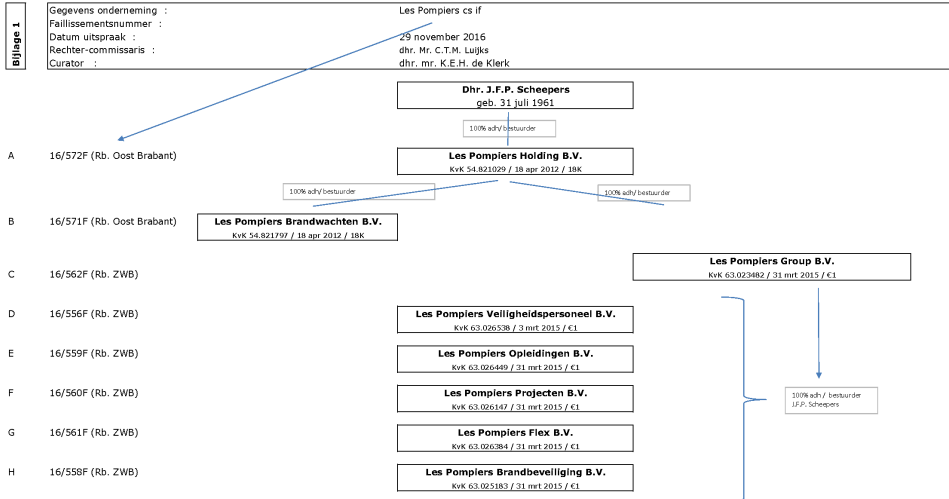 Bijlage 1
Gegevens onderneming : Les Pompiers cs if
Faillissementsnummer :
Datum uitspraak : 29 november 2016
Rechter-commissaris : dhr. Mr. C.T.M. Luijks
Curator : dhr. mr. K.E.H. de Klerk
Dhr. J.F.P. Scheepers
geb. 31 juli 1961
100% adh/ bestuurder
A 16/572F (Rb. Oost Brabant) Les Pompiers Holding B.V.
KvK 54.821029 / 18 apr 2012 / 18K
100% adh/ bestuurder 100% adh/ bestuurder
B 16/571F (Rb. Oost Brabant) Les Pompiers Brandwachten B.V.
KvK 54.821797 / 18 apr 2012 / 18K
Les Pompiers Group B.V.
C 16/562F (Rb. ZWB) KvK 63.023482 / 31 mrt 2015 / €1
D 16/556F (Rb. ZWB) Les Pompiers Veiligheidspersoneel B.V.
KvK 63.026538 / 3 mrt 2015 / €1
E 16/559F (Rb. ZWB) Les Pompiers Opleidingen B.V.
KvK 63.026449 / 31 mrt 2015 / €1
F 16/560F (Rb. ZWB) Les Pompiers Projecten B.V.
KvK 63.026147 / 31 mrt 2015 / €1
100% adh / bestuurder
J.F.P. Scheepers
G 16/561F (Rb. ZWB) Les Pompiers Flex B.V.
KvK 63.026384 / 31 mrt 2015 / €1
H 16/558F (Rb. ZWB) Les Pompiers Brandbeveiliging B.V.
KvK 63.025183 / 31 mrt 2015 / €1